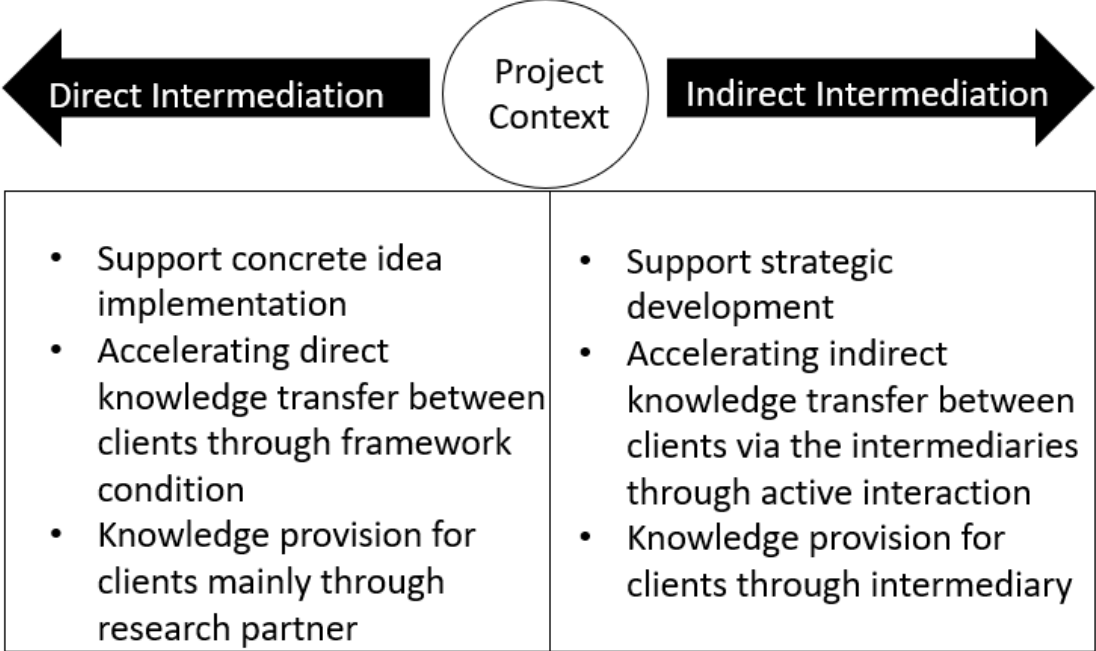 Direct Intermediation
Project
Context
Indirect Intermediation
• Support concrete idea
implementation
• Accelerating direct
knowledge transfer between
clients through framework
condition
• Knowledge provision for
clients mainly through
research partner
• Support strategic
development
• Accelerating indirect
knowledge transfer between
clients via the intermediaries
through active interaction
• Knowledge provision for
clients through intermediary